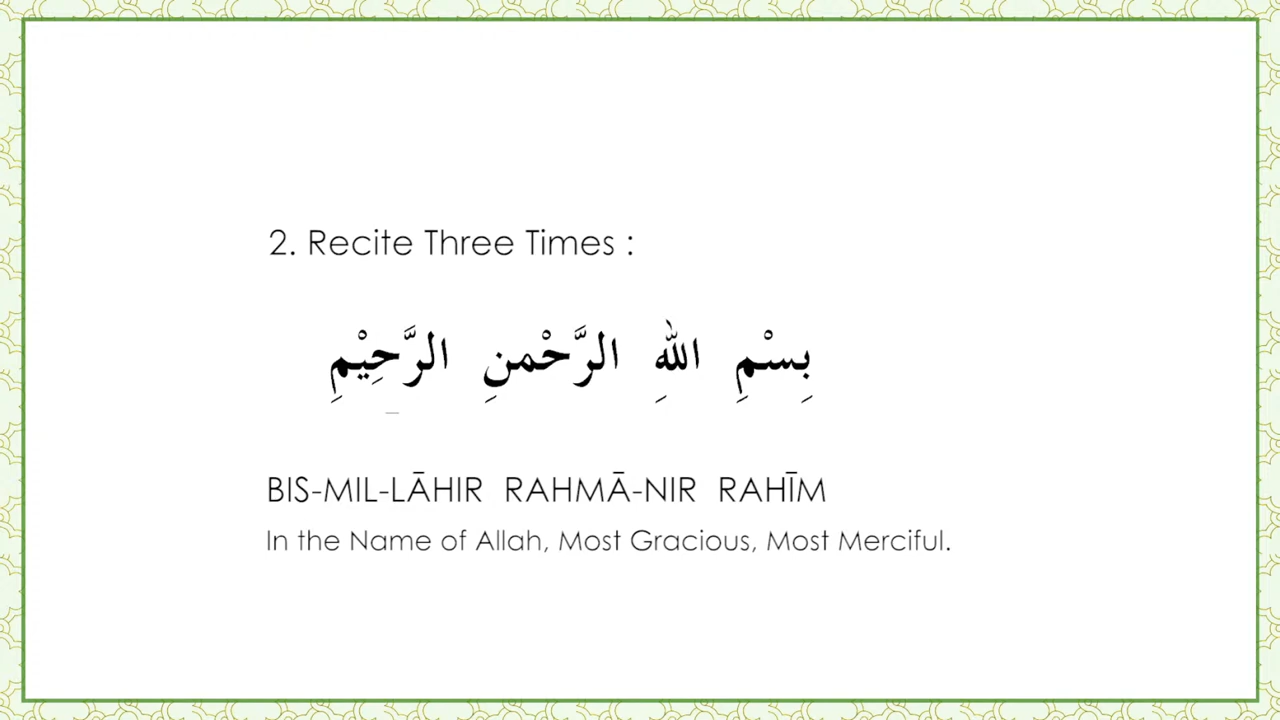 2. Recite Three Times :
بِسْمِ اللهِ الرَّحْمنِ الرَّحِيْمِ
BIS-MIL-LĀHIR RAHMĀ-NIR RAHĪM
In the Name of Allah, Most Gracious, Most Merciful.